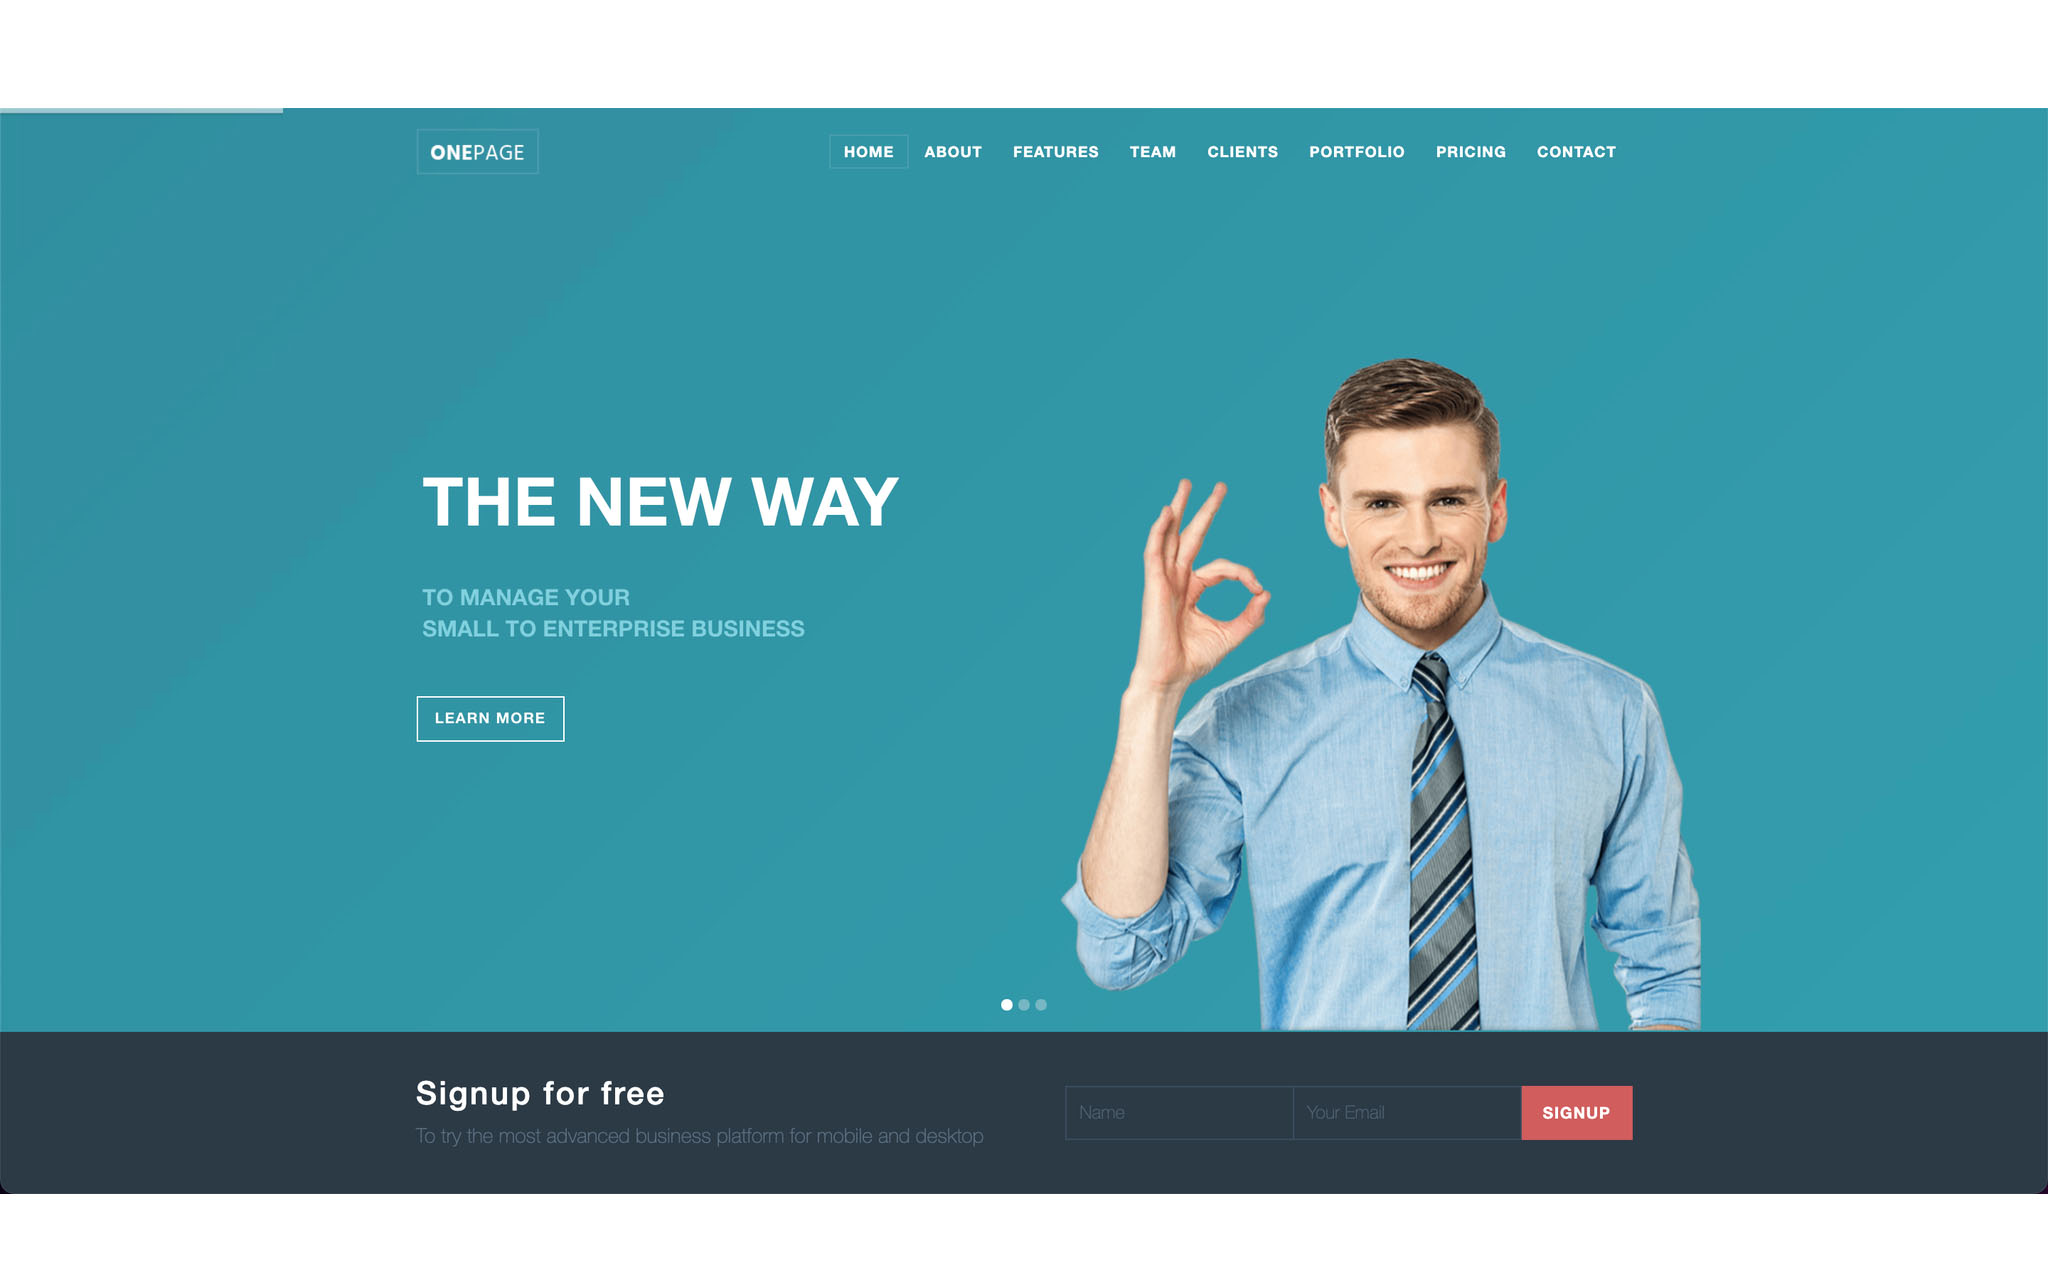 ONEPAGE
HOME ABOUT FEATURES TEAM CLIENTS PORTFOLIO PRICING CONTACT
THE NEW WAY
TO MANAGE YOUR
SMALL TO ENTERPRISE BUSINESS
LEARN MORE
Signup for free
To try the most advanced business platform for mobile and desktop
Name Your Email SIGNUP